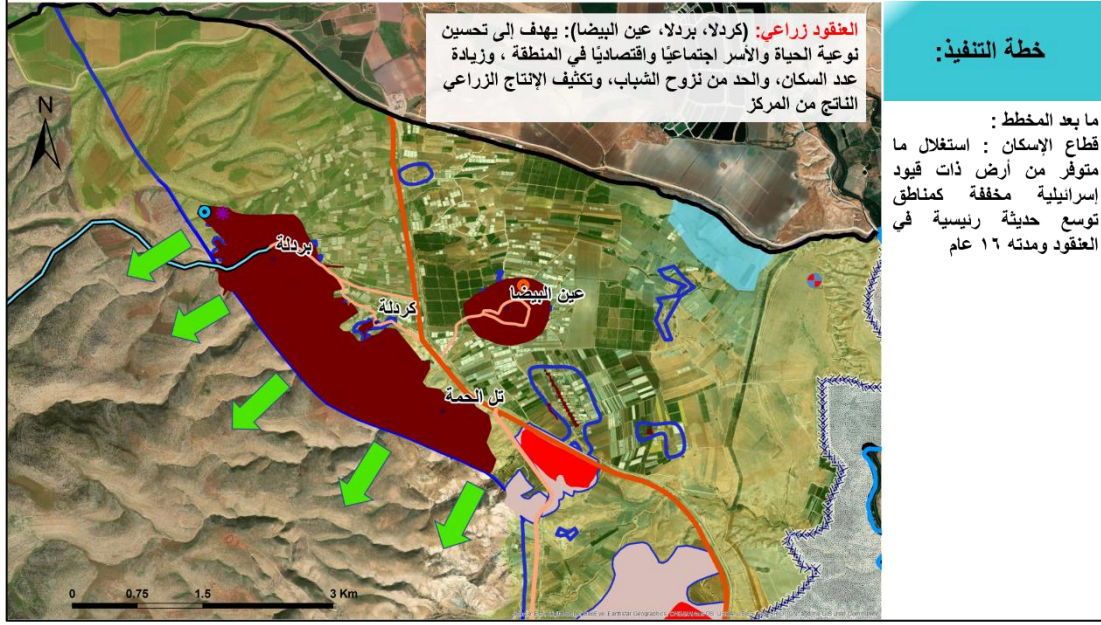 خطة التنفيذ:
ما بعد المخطط :
قطاع الإسكان : استغلال ما
متوفر من أرض ذات قيود
إسرائيلية مخففة كمناطق
توسع حديثة رئيسية في
العنقود ومدته ١٦ عام
العنقود زراعي: (كردلا، بردلا، عين البيضا): يهدف إلى تحسين
نوعية الحياة والأسر اجتماعيًا واقتصاديًا في المنطقة ، وزيادة
عدد السكان، والحد من نزوح الشباب، وتكثيف الإنتاج الزراعي
الناتج من المركز
N
بردلة
عين البيضا
كردلة
تل الحمة
0 0.75 1.5 3 Km